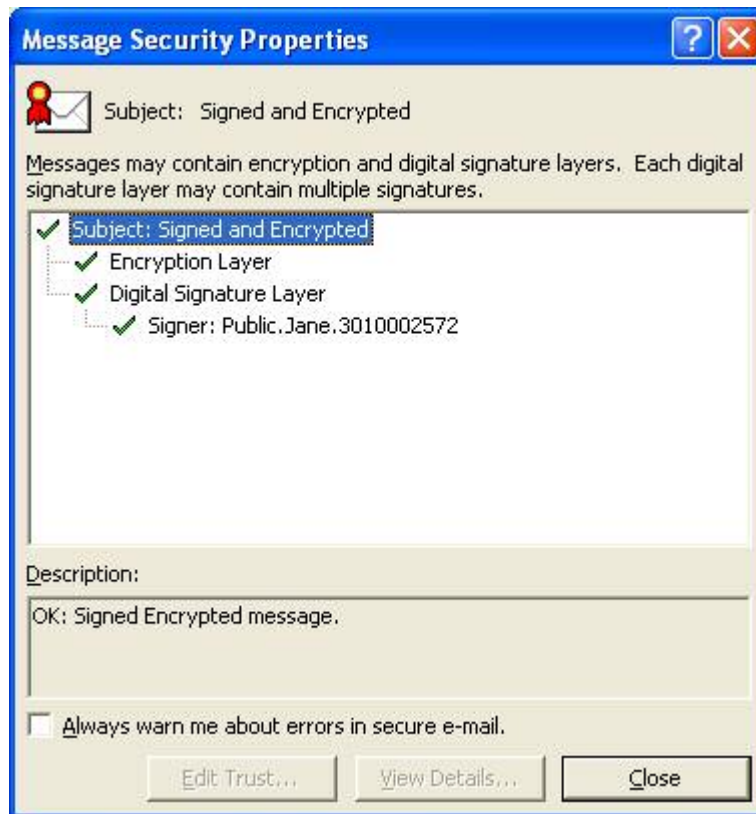 Message Security Properties
?
Subject: Signed and Encrypted
Messages may contain encryption and digital signature layers. Each digital
signature layer may contain multiple signatures.
Subject: Signed and Encrypted
Encryption Layer
Digital Signature Layer
Signer: Public.Jane.3010002572
Description:
OK: Signed Encrypted message.
Always warn me about errors in secure e-mail.
Edit Trust... View Details... Close